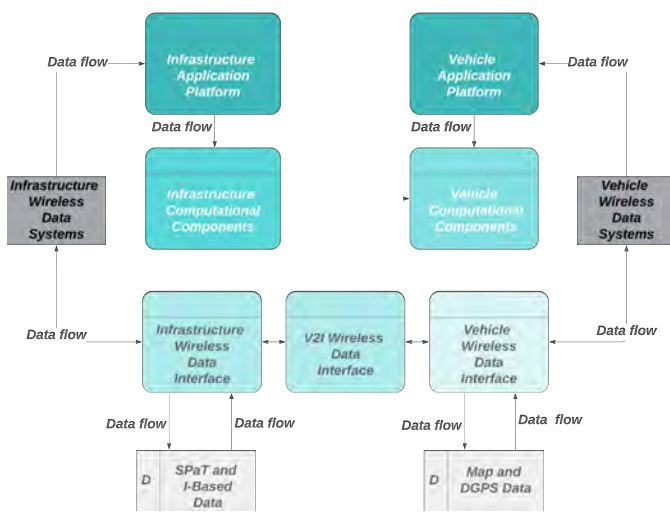 Data flow
Infrastructure
Application
Platform
Vehicle
Application
Platform
Data flow
Data flow
Data flow
Infrastructure
Wireless
Data
Systems
Infrastructure
Computational
Components
Vehicle
Computational
Components
Vehicle
Wireless
Data
Systems
Data flow
Infrastructure
Wireless
Data
Interface
V2I Wireless
Data
Interface
Vehicle
Wireless
Data
Interface
Data flow
Data flow
Data flow
Data flow
Data flow
D
SPaT and
I-Based
Data
D
Map and
DGPS Data